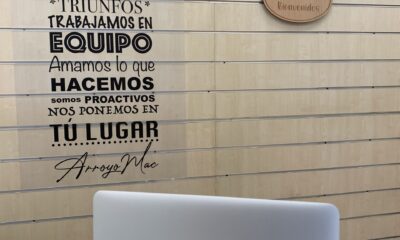 *TRIUNFOS*
TRABAJAMOS EN
EQUIPO
Amamos lo que
HACEMOS
somos PROACTIVOS
NOS PONEMOS EN
TÚ LUGAR
ArroyoMac
Bienvenidos